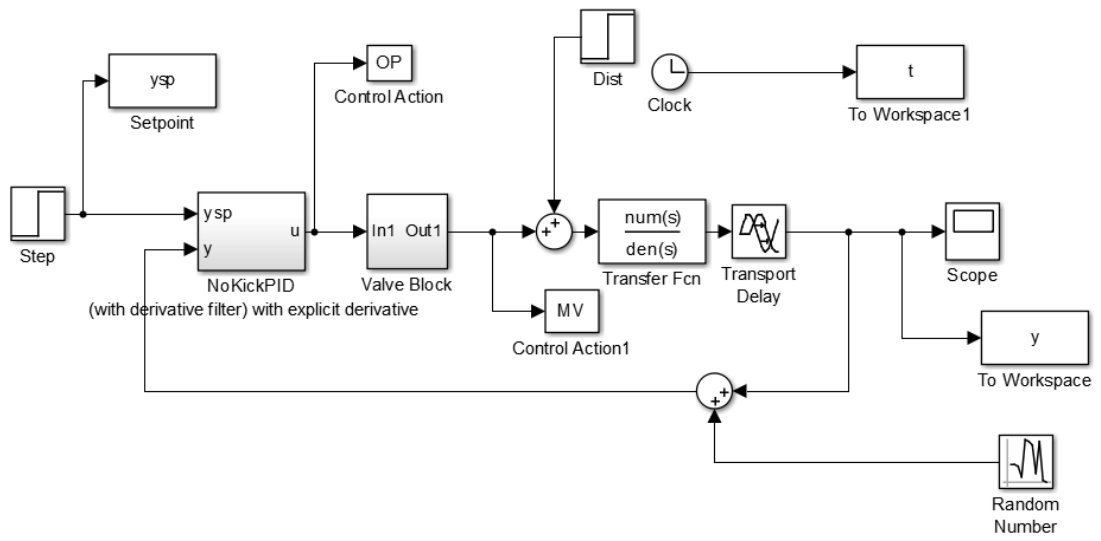 ysp
Setpoint
OP
Control Action
Dist
Clock
t
To Workspace1
Step
ysp
y
u
NoKickPID
(with derivative filter) with explicit derivative
In1 Out1
Valve Block
+
+
num(s)
den(s)
Transfer Fcn
Transport
Delay
Scope
MV
Control Action1
y
To Workspace
+
+
Random
Number